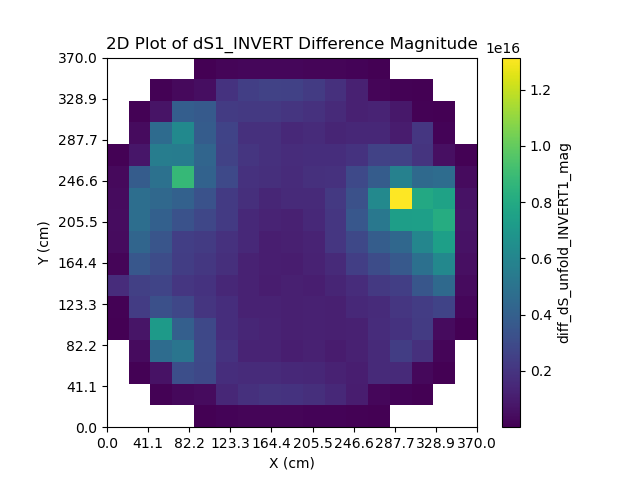 2D Plot of dS1_INVERT Difference Magnitude
1e16
370.0
328.9
287.7
246.6
205.5
164.4
123.3
82.2
41.1
0.0
Y (cm)
0.0 41.1 82.2 123.3 164.4 205.5 246.6 287.7 328.9 370.0
X (cm)
1.2
1.0
0.8
0.6
0.4
0.2
diff_dS_unfold_INVERT1_mag